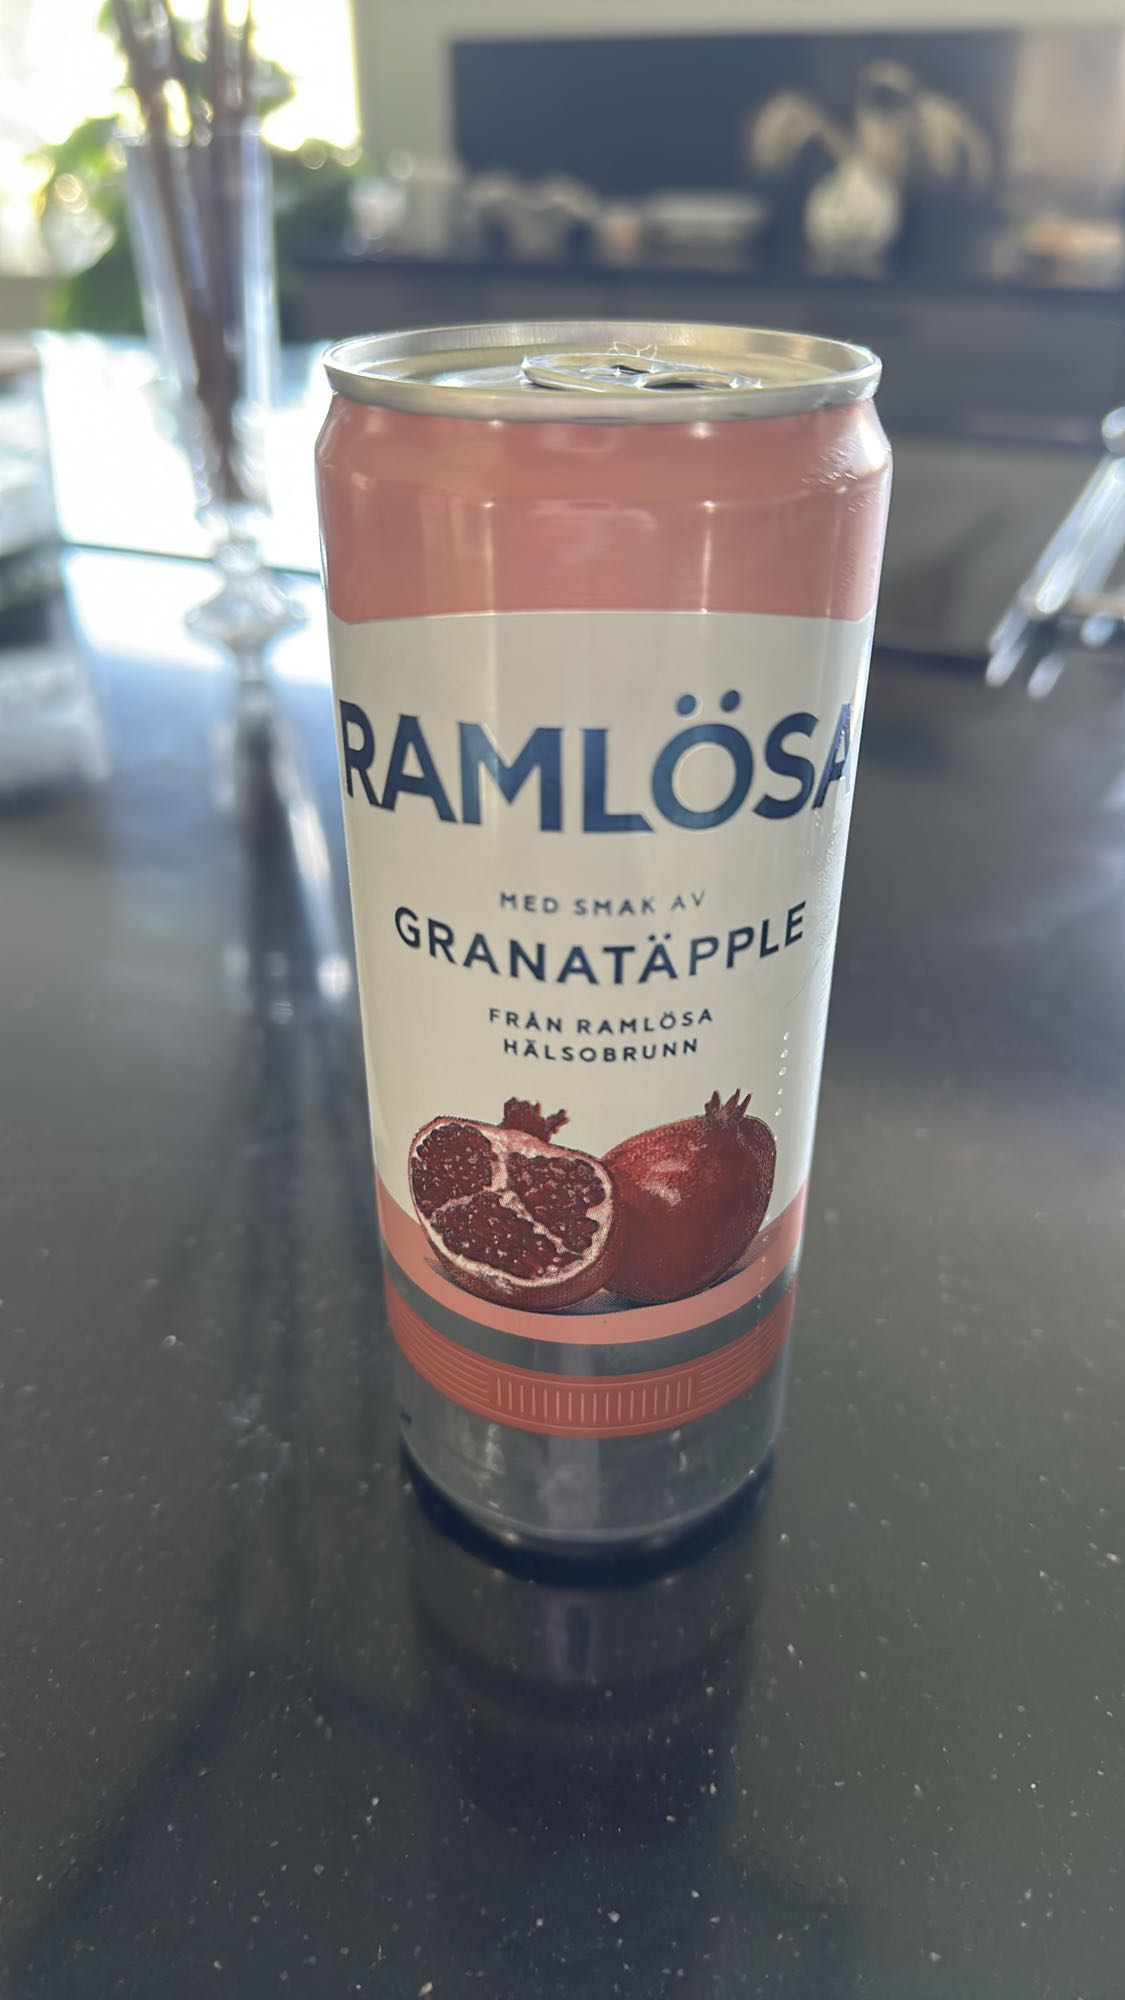 RAMLÖSA
MED SMAK AV
GRANATÄPPLE
FRÅN RAMLÖSA
HÄLSOBRUNN